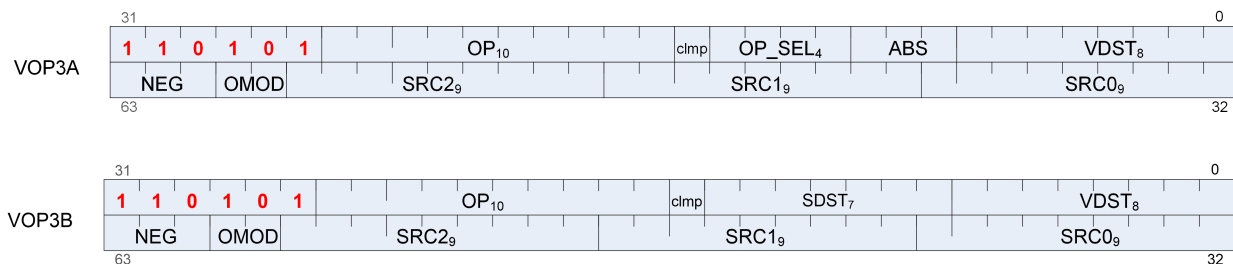 31 0
VOP3A 1 1 0 1 0 1 OP₁₀ clmp OP_SEL₄ ABS VDST₈
NEG OMOD SRC2₉ SRC1₉ SRC0₉
63 32
31 0
VOP3B 1 1 0 1 0 1 OP₁₀ clmp SDST₇ VDST₈
NEG OMOD SRC2₉ SRC1₉ SRC0₉
63 32